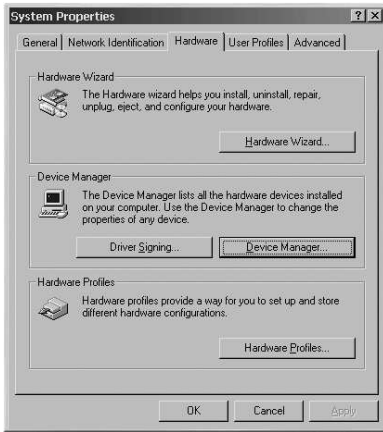 System Properties
General Network Identification Hardware User Profiles Advanced
Hardware Wizard
The Hardware wizard helps you install, uninstall, repair,
unplug, eject, and configure your hardware.
Hardware Wizard...
Device Manager
The Device Manager lists all the hardware devices installed
on your computer. Use the Device Manager to change the
properties of any device.
Driver Signing... Device Manager...
Hardware Profiles
Hardware profiles provide a way for you to set up and store
different hardware configurations.
Hardware Profiles...
OK Cancel Apply